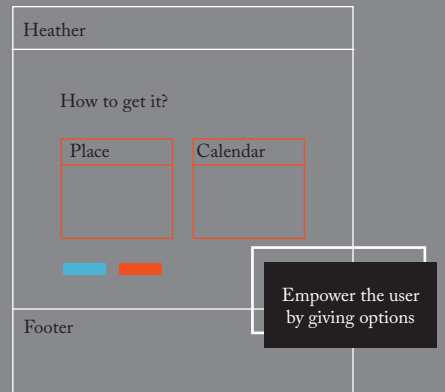 Heather
How to get it?
Place
Calendar
Empower the user
by giving options
Footer